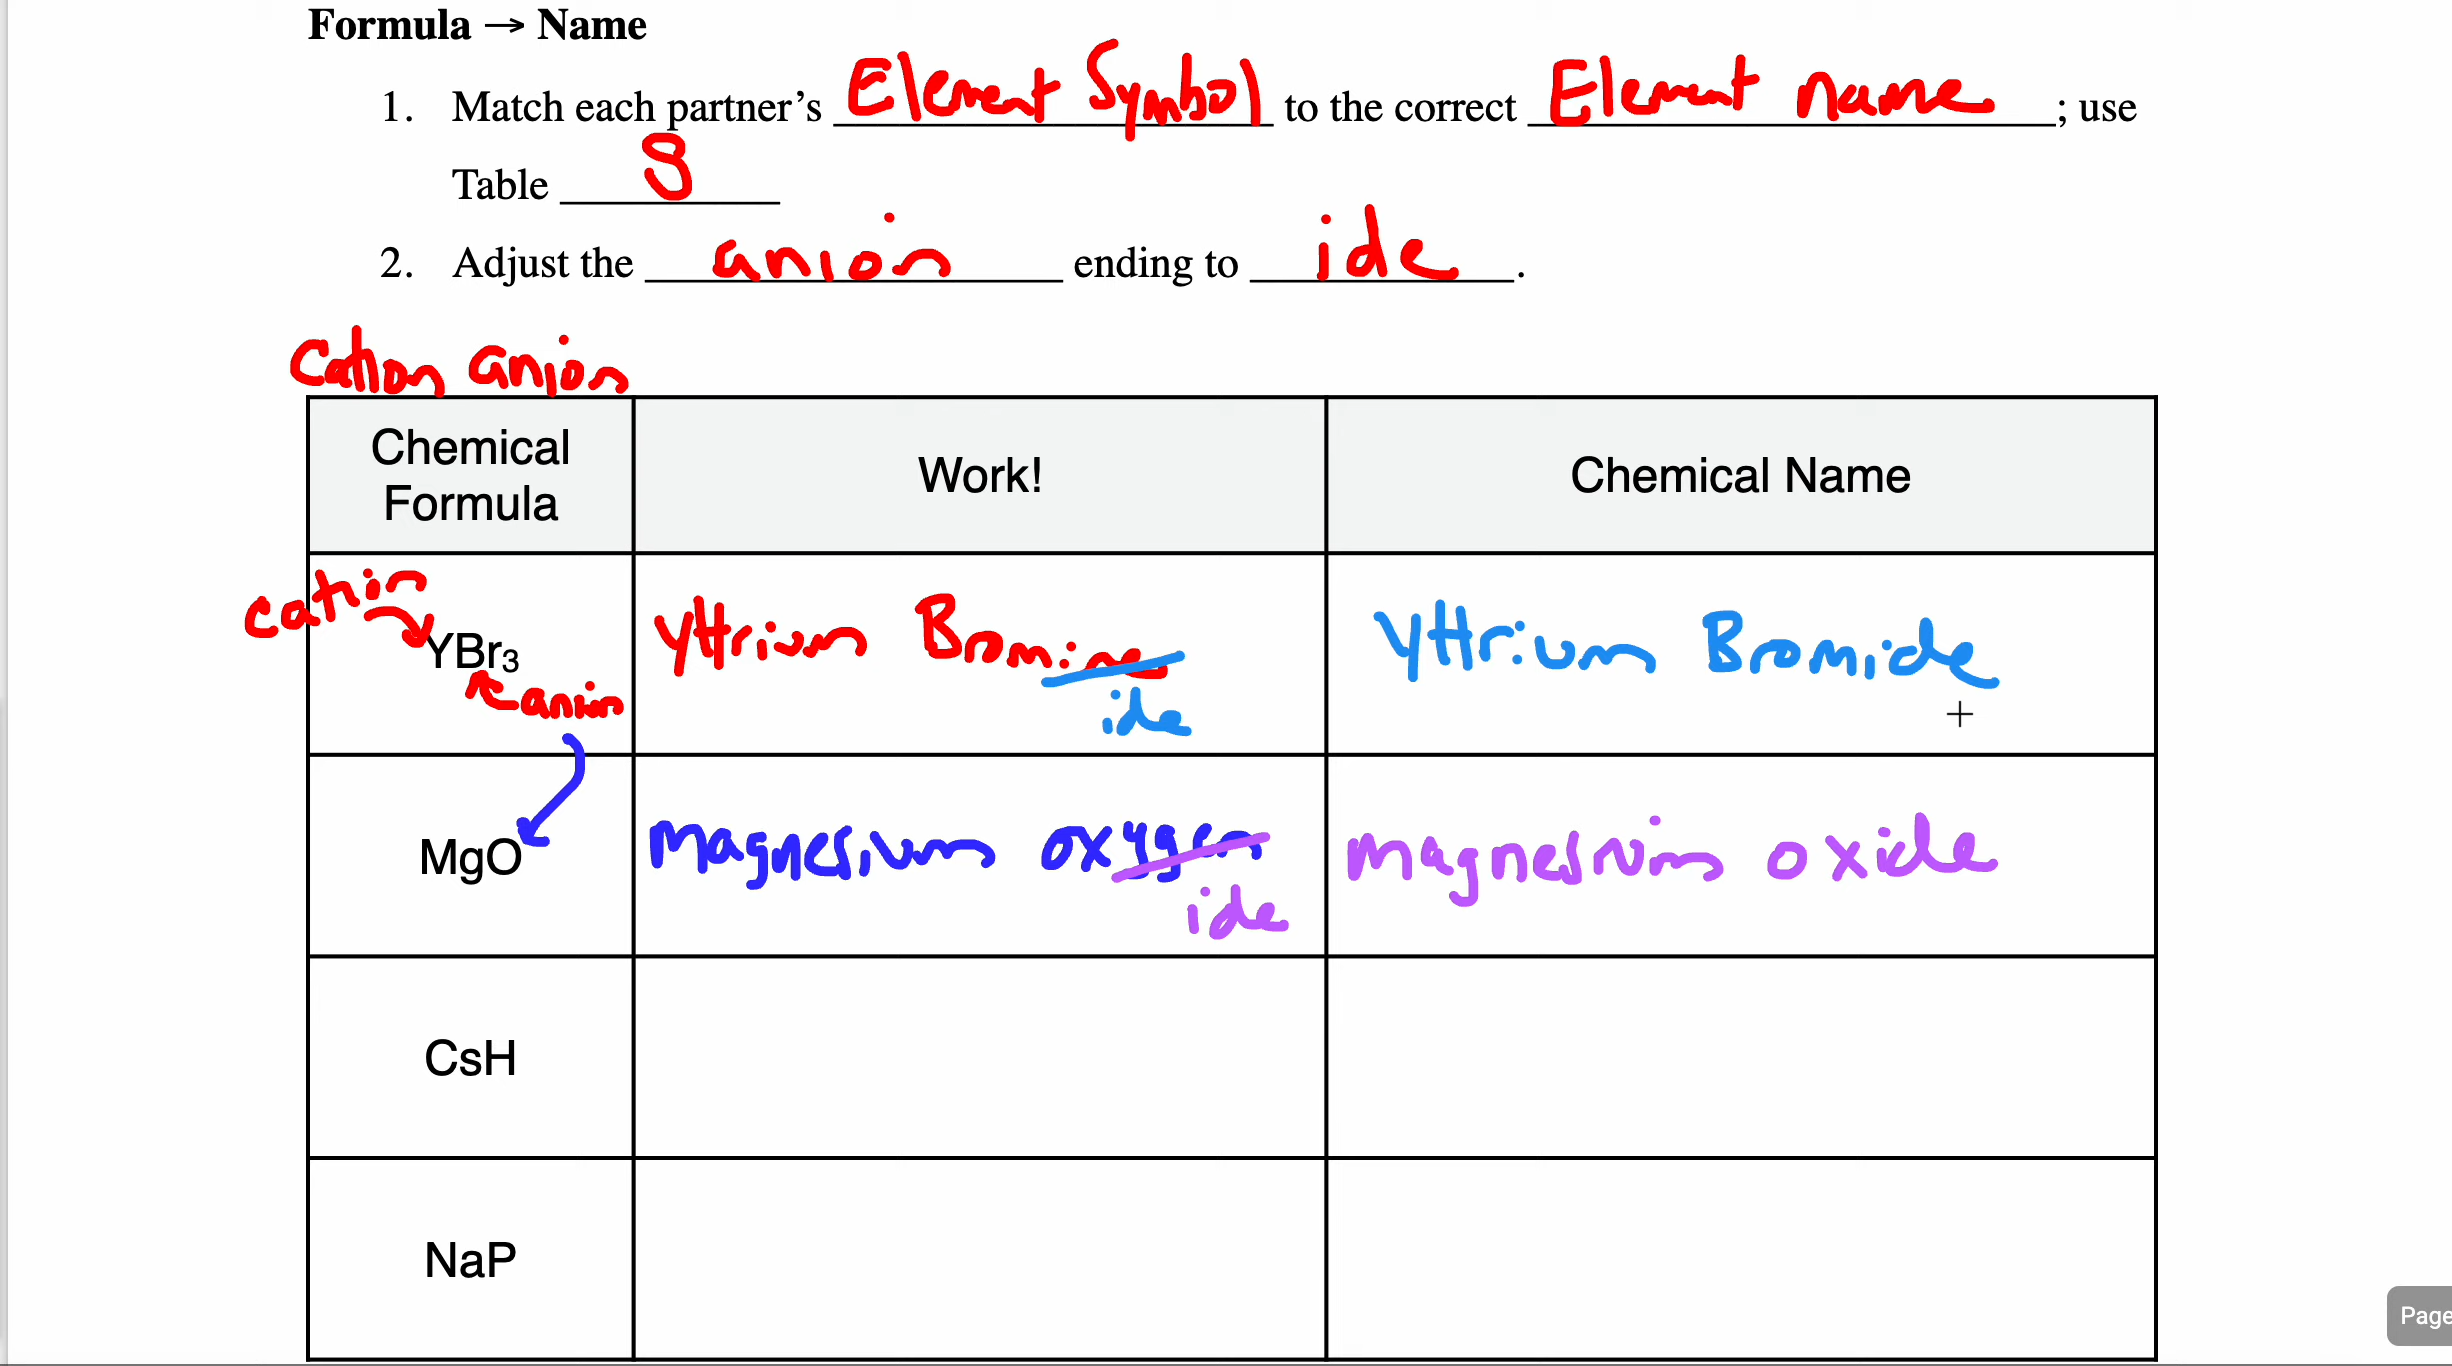 Formula → Name
1. Match each partner's Element Symbol to the correct Element name ; use
Table S
2. Adjust the anion ending to ide .
Cation anion
Chemical Formula Work! Chemical Name
cation
YBr₃ Yttrium Bromine Yttrium Bromide
anion ide
MgO Magnesium oxygen magnesium oxide
ide
CsH
NaP
Page